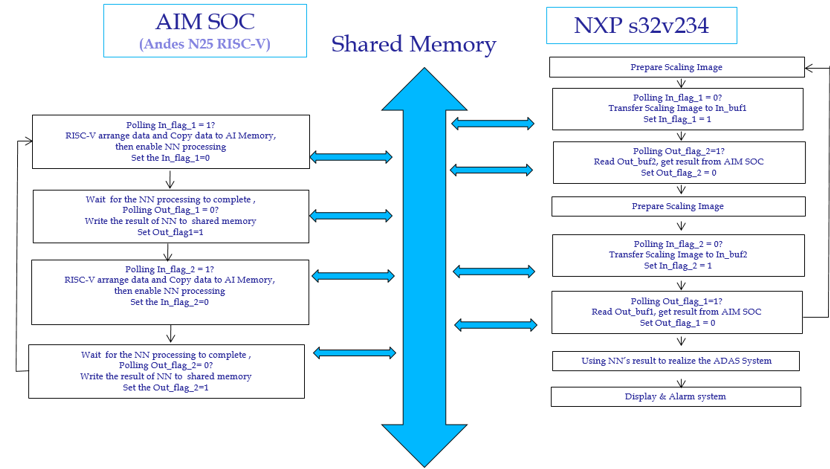 AIM SOC
(Andes N25 RISC-V)
Shared Memory
NXP s32v234
Polling In_flag_1 = 1?
RISC-V arrange data and Copy data to AI Memory,
then enable NN processing
Set the In_flag_1=0
Wait for the NN processing to complete ,
Polling Out_flag_1 = 0?
Write the result of NN to shared memory
Set Out_flag1=1
Polling In_flag_2 = 1?
RISC-V arrange data and Copy data to AI Memory,
then enable NN processing
Set the In_flag_2=0
Wait for the NN processing to complete ,
Polling Out_flag_2= 0?
Write the result of NN to shared memory
Set the Out_flag_2=1
Prepare Scaling Image
Polling In_flag_1 = 0?
Transfer Scaling Image to In_buf1
Set In_flag_1 = 1
Polling Out_flag_2=1?
Read Out_buf2, get result from AIM SOC
Set Out_flag_2 = 0
Prepare Scaling Image
Polling In_flag_2 = 0?
Transfer Scaling Image to In_buf2
Set In_flag_2 = 1
Polling Out_flag_1=1?
Read Out_buf1, get result from AIM SOC
Set Out_flag_1 = 0
Using NN's result to realize the ADAS System
Display & Alarm system